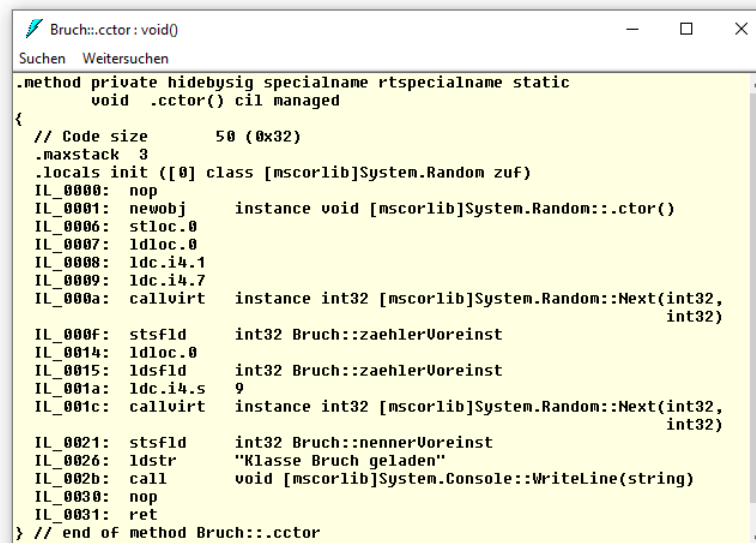 Bruch::.cctor : void()
Suchen Weitersuchen
.method private hidebysig specialname rtspecialname static
void .cctor() cil managed
{
// Code size 50 (0x32)
.maxstack 3
.locals init ([0] class [mscorlib]System.Random zuf)
IL_0000: nop
IL_0001: newobj instance void [mscorlib]System.Random::.ctor()
IL_0006: stloc.0
IL_0007: ldloc.0
IL_0008: ldc.i4.1
IL_0009: ldc.i4.7
IL_000a: callvirt instance int32 [mscorlib]System.Random::Next(int32,
int32)
IL_000f: stsfld int32 Bruch::zaehlerVoreinst
IL_0014: ldloc.0
IL_0015: ldsfld int32 Bruch::zaehlerVoreinst
IL_001a: ldc.i4.s 9
IL_001c: callvirt instance int32 [mscorlib]System.Random::Next(int32,
int32)
IL_0021: stsfld int32 Bruch::nennerVoreinst
IL_0026: ldstr "Klasse Bruch geladen"
IL_002b: call void [mscorlib]System.Console::WriteLine(string)
IL_0030: nop
IL_0031: ret
} // end of method Bruch::.cctor